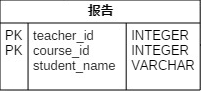 报告
PK teacher_id INTEGER
PK course_id INTEGER
student_name VARCHAR